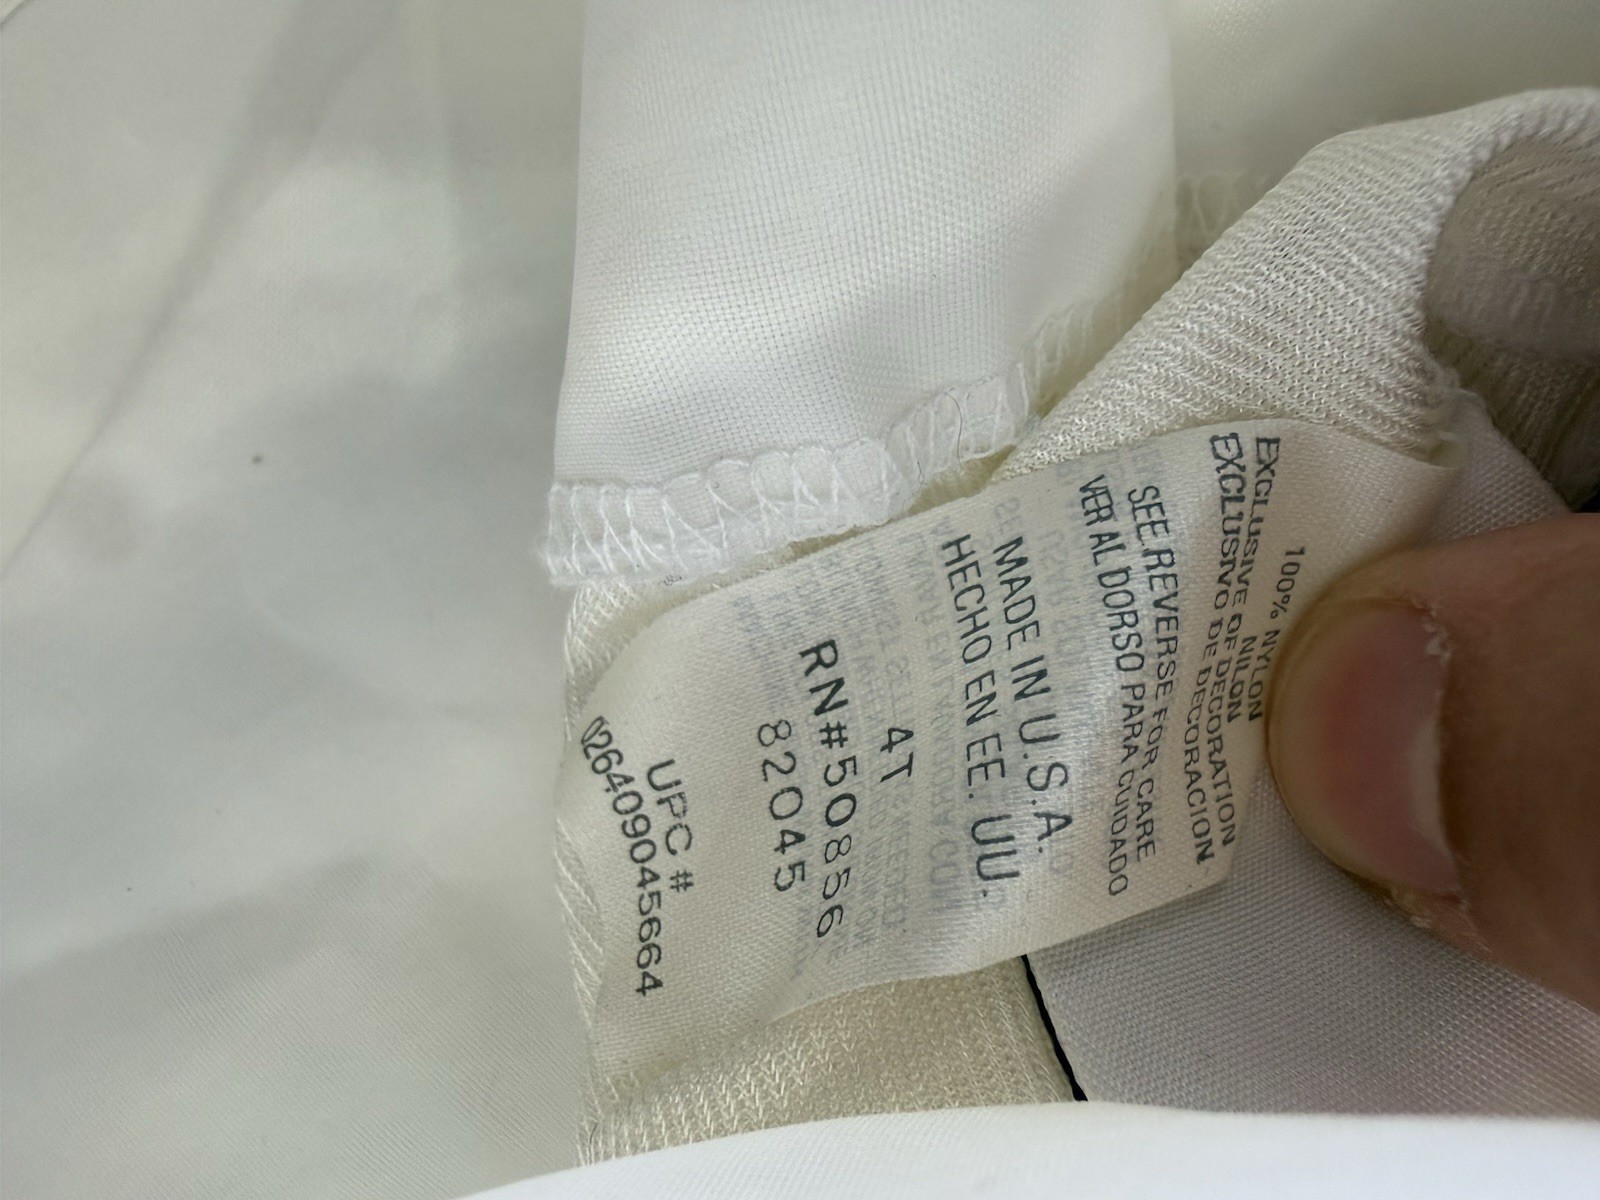 100% NYLON
NILON
EXCLUSIVE OF DECORATION
EXCLUSIVO DE DECORACION
SEE REVERSE FOR CARE
VER AL DORSO PARA CUIDADO
MADE IN U.S.A.
HECHO EN EE. UU.
4T
RN#50856
82045
UPC #
026409045664